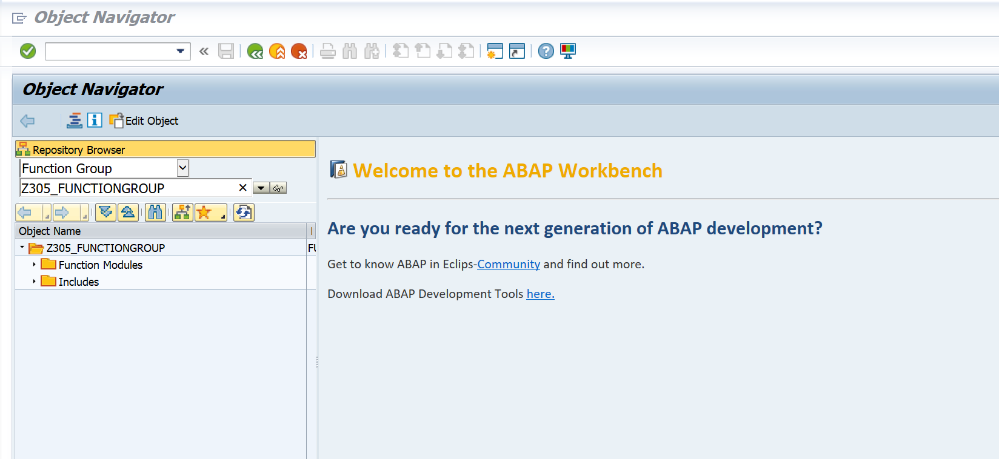 Object Navigator
Object Navigator
Edit Object
Repository Browser
Function Group
Z305_FUNCTIONGROUP
Object Name
Z305_FUNCTIONGROUP
FU
Function Modules
Includes
Welcome to the ABAP Workbench
Are you ready for the next generation of ABAP development?
Get to know ABAP in Eclips-Community and find out more.
Download ABAP Development Tools here.